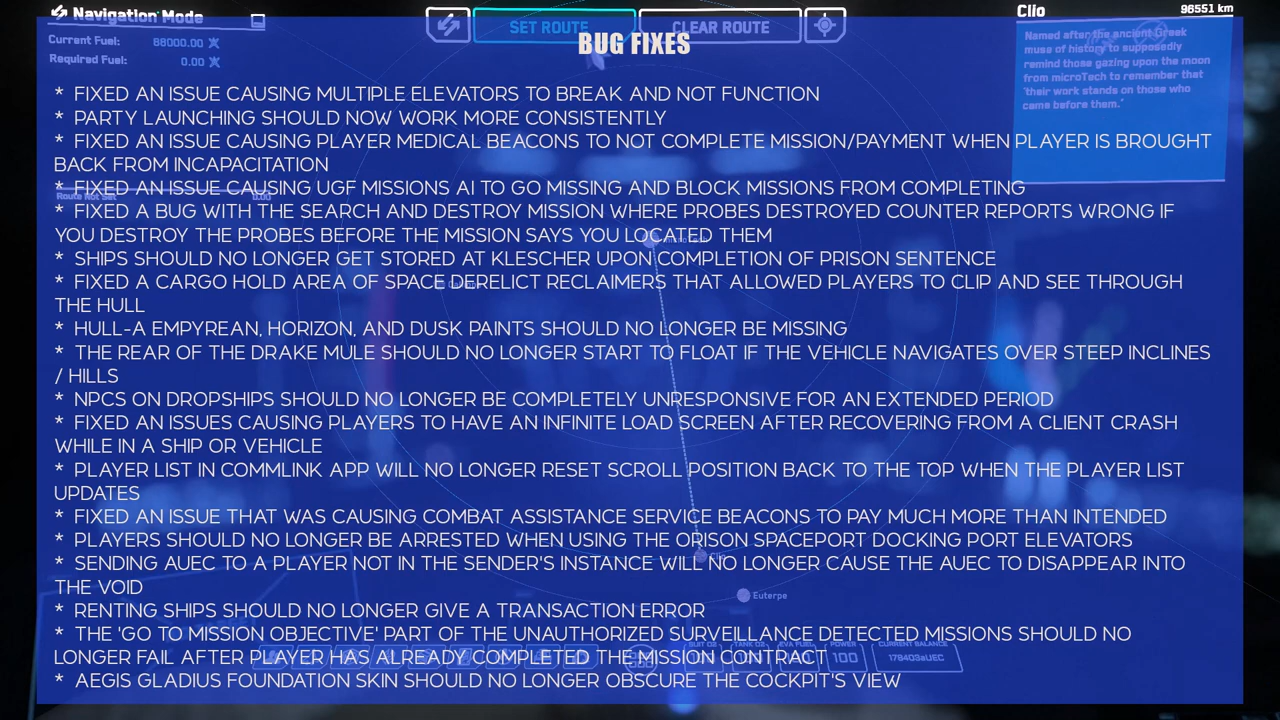 Navigation Mode
Current Fuel: 88000.00
Required Fuel: 0.00
SET ROUTE
CLEAR ROUTE
Clio
96551 km
Named after the ancient Greek
muse of history to supposedly
remind those gazing upon the moon
from microTech to remember that
'their work stands on those who
came before them.'
BUG FIXES
* FIXED AN ISSUE CAUSING MULTIPLE ELEVATORS TO BREAK AND NOT FUNCTION
* PARTY LAUNCHING SHOULD NOW WORK MORE CONSISTENTLY
* FIXED AN ISSUE CAUSING PLAYER MEDICAL BEACONS TO NOT COMPLETE MISSION/PAYMENT WHEN PLAYER IS BROUGHT
BACK FROM INCAPACITATION
* FIXED AN ISSUE CAUSING UGF MISSIONS AI TO GO MISSING AND BLOCK MISSIONS FROM COMPLETING
Route Not Set 0.00
* FIXED A BUG WITH THE SEARCH AND DESTROY MISSION WHERE PROBES DESTROYED COUNTER REPORTS WRONG IF
YOU DESTROY THE PROBES BEFORE THE MISSION SAYS YOU LOCATED THEM
* SHIPS SHOULD NO LONGER GET STORED AT KLESCHER UPON COMPLETION OF PRISON SENTENCE
* FIXED A CARGO HOLD AREA OF SPACE DERELICT RECLAIMERS THAT ALLOWED PLAYERS TO CLIP AND SEE THROUGH
THE HULL
* HULL-A EMPYREAN, HORIZON, AND DUSK PAINTS SHOULD NO LONGER BE MISSING
* THE REAR OF THE DRAKE MULE SHOULD NO LONGER START TO FLOAT IF THE VEHICLE NAVIGATES OVER STEEP INCLINES
/ HILLS
* NPCS ON DROPSHIPS SHOULD NO LONGER BE COMPLETELY UNRESPONSIVE FOR AN EXTENDED PERIOD
* FIXED AN ISSUES CAUSING PLAYERS TO HAVE AN INFINITE LOAD SCREEN AFTER RECOVERING FROM A CLIENT CRASH
WHILE IN A SHIP OR VEHICLE
* PLAYER LIST IN COMMLINK APP WILL NO LONGER RESET SCROLL POSITION BACK TO THE TOP WHEN THE PLAYER LIST
UPDATES
* FIXED AN ISSUE THAT WAS CAUSING COMBAT ASSISTANCE SERVICE BEACONS TO PAY MUCH MORE THAN INTENDED
* PLAYERS SHOULD NO LONGER BE ARRESTED WHEN USING THE ORISON SPACEPORT DOCKING PORT ELEVATORS
* SENDING AUEC TO A PLAYER NOT IN THE SENDER'S INSTANCE WILL NO LONGER CAUSE THE AUEC TO DISAPPEAR INTO
THE VOID
Euterpe
* RENTING SHIPS SHOULD NO LONGER GIVE A TRANSACTION ERROR
* THE 'GO TO MISSION OBJECTIVE' PART OF THE UNAUTHORIZED SURVEILLANCE DETECTED MISSIONS SHOULD NO
LONGER FAIL AFTER PLAYER HAS ALREADY COMPLETED THE MISSION CONTRACT
SUIT O2 TANK O2 EVA FUEL POWER CURRENT BALANCE
100 178403aUEC
* AEGIS GLADIUS FOUNDATION SKIN SHOULD NO LONGER OBSCURE THE COCKPIT'S VIEW